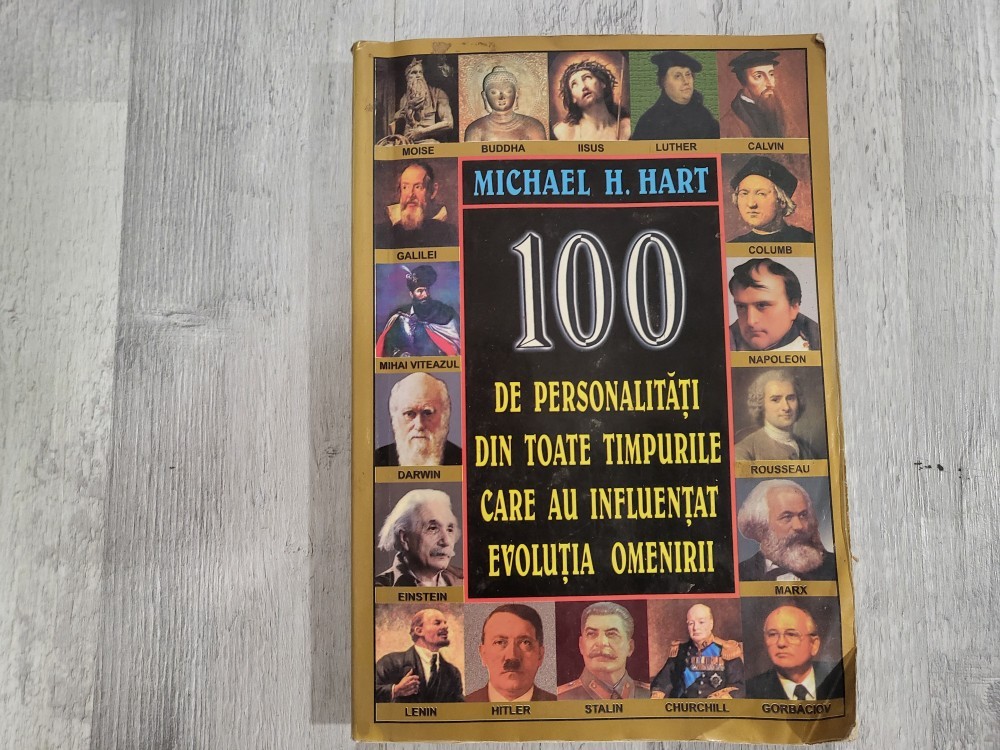 MOISE BUDDHA IISUS LUTHER CALVIN
MICHAEL H. HART
GALILEI
COLUMB
100
MIHAI VITEAZUL
NAPOLEON
DE PERSONALITĂȚI
DIN TOATE TIMPURILE
DARWIN
ROUSSEAU
CARE AU INFLUENȚAT
EVOLUȚIA OMENIRII
EINSTEIN
MARX
LENIN HITLER STALIN CHURCHILL GORBACIOV